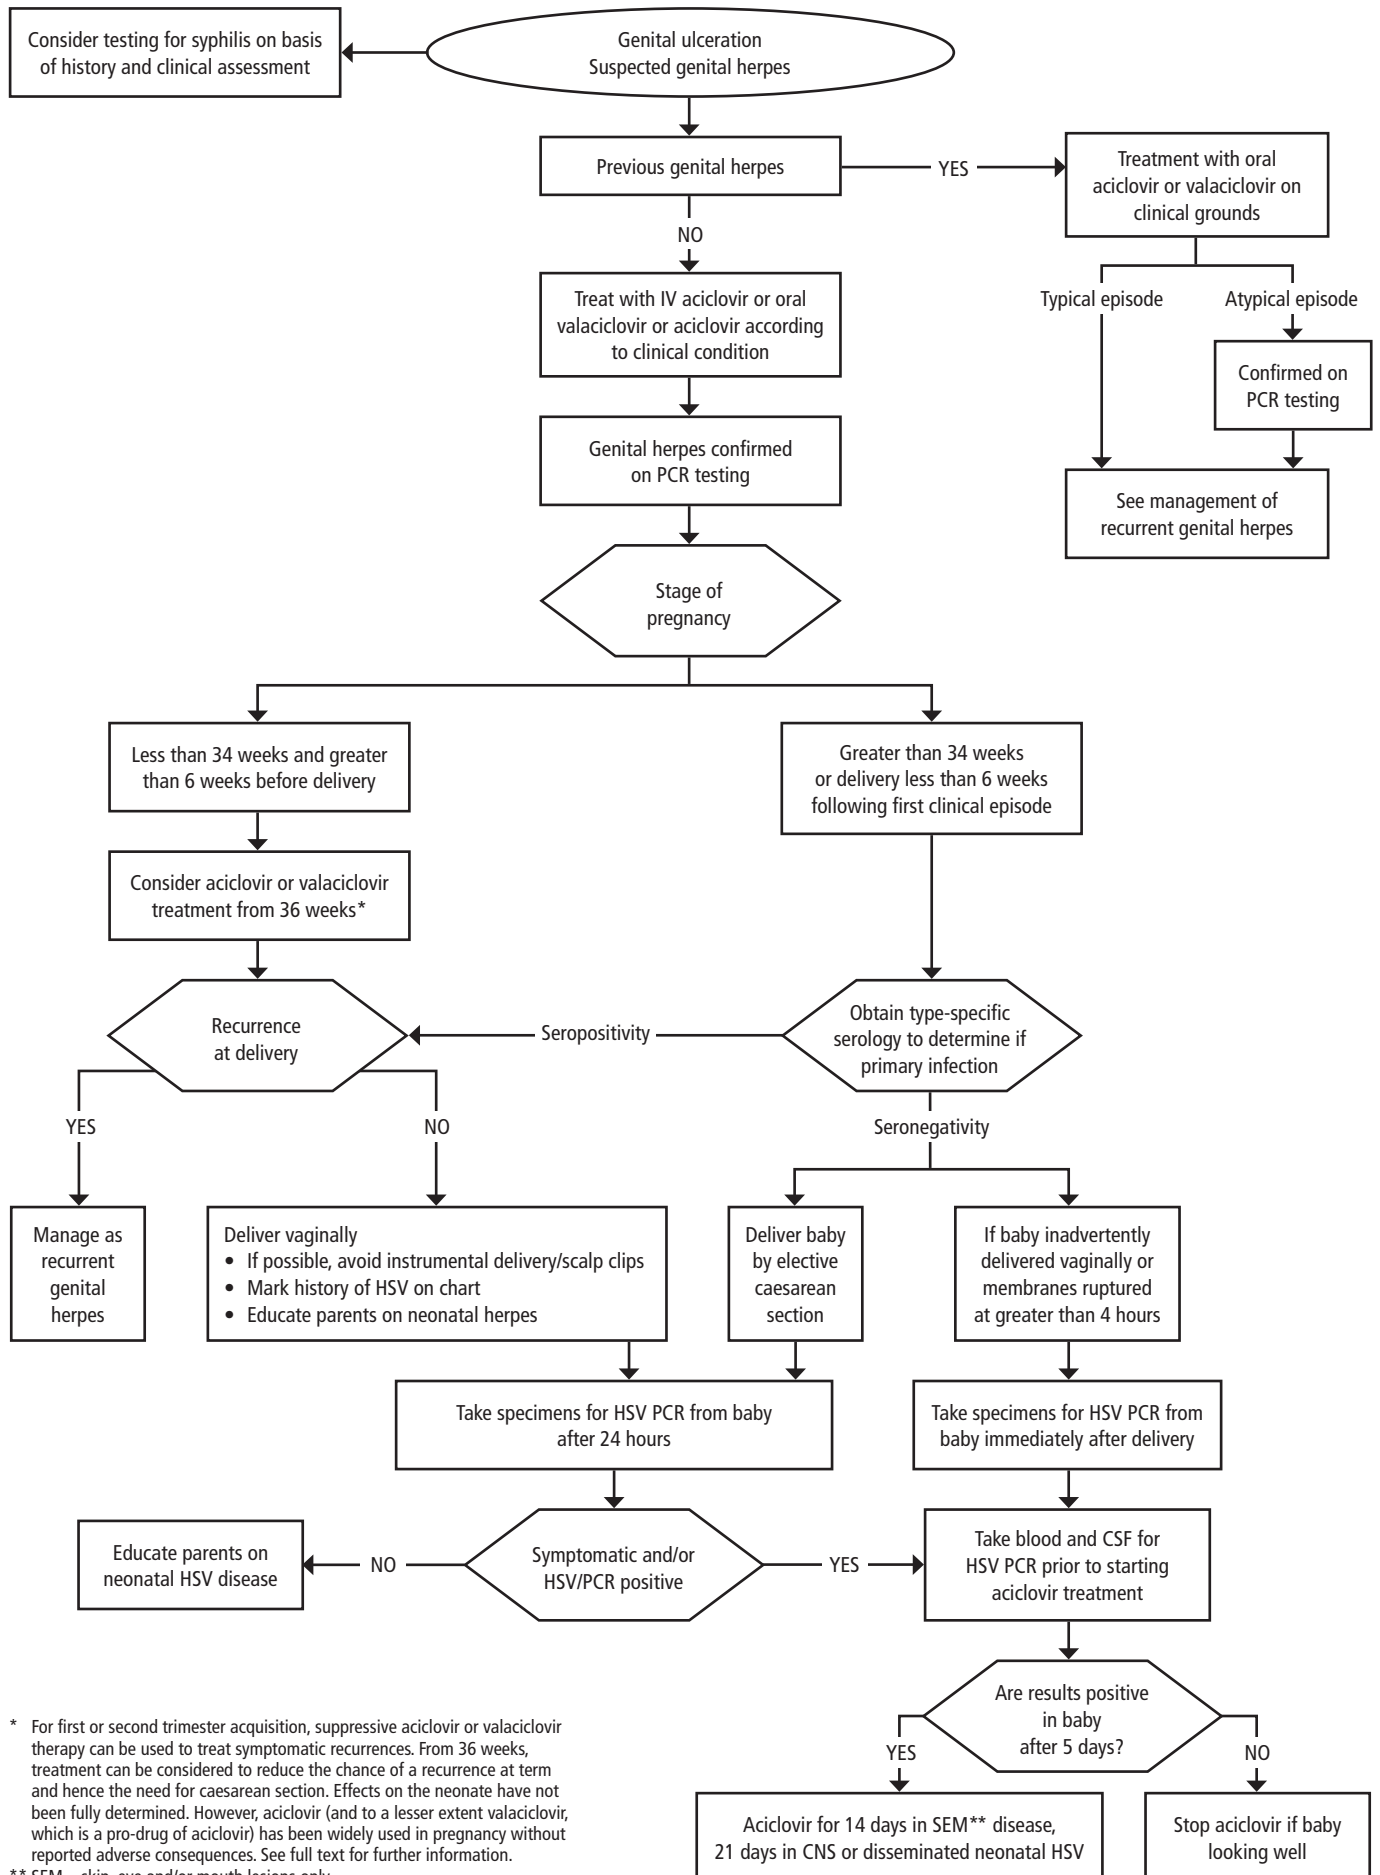 Consider testing for syphilis on basis
of history and clinical assessment
Genital ulceration
Suspected genital herpes
Previous genital herpes
YES
Treatment with oral
aciclovir or valaciclovir on
clinical grounds
NO
Treat with IV aciclovir or oral
valaciclovir or aciclovir according
to clinical condition
Typical episode
Atypical episode
Confirmed on
PCR testing
Genital herpes confirmed
on PCR testing
See management of
recurrent genital herpes
Stage of
pregnancy
Less than 34 weeks and greater
than 6 weeks before delivery
Greater than 34 weeks
or delivery less than 6 weeks
following first clinical episode
Consider aciclovir or valaciclovir
treatment from 36 weeks*
Recurrence
at delivery
Seropositivity
Obtain type-specific
serology to determine if
primary infection
YES
NO
Seronegativity
Manage as
recurrent
genital
herpes
Deliver vaginally
• If possible, avoid instrumental delivery/scalp clips
• Mark history of HSV on chart
• Educate parents on neonatal herpes
Deliver baby
by elective
caesarean
section
If baby inadvertently
delivered vaginally or
membranes ruptured
at greater than 4 hours
Take specimens for HSV PCR from baby
after 24 hours
Take specimens for HSV PCR from
baby immediately after delivery
Educate parents on
neonatal HSV disease
NO
Symptomatic and/or
HSV/PCR positive
YES
Take blood and CSF for
HSV PCR prior to starting
aciclovir treatment
Are results positive
in baby
after 5 days?
YES
NO
Aciclovir for 14 days in SEM** disease,
21 days in CNS or disseminated neonatal HSV
Stop aciclovir if baby
looking well
* For first or second trimester acquisition, suppressive aciclovir or valaciclovir
therapy can be used to treat symptomatic recurrences. From 36 weeks,
treatment can be considered to reduce the chance of a recurrence at term
and hence the need for caesarean section. Effects on the neonate have not
been fully determined. However, aciclovir (and to a lesser extent valaciclovir,
which is a pro-drug of aciclovir) has been widely used in pregnancy without
reported adverse consequences. See full text for further information.
** SEM – skin, eye and/or mouth lesions only